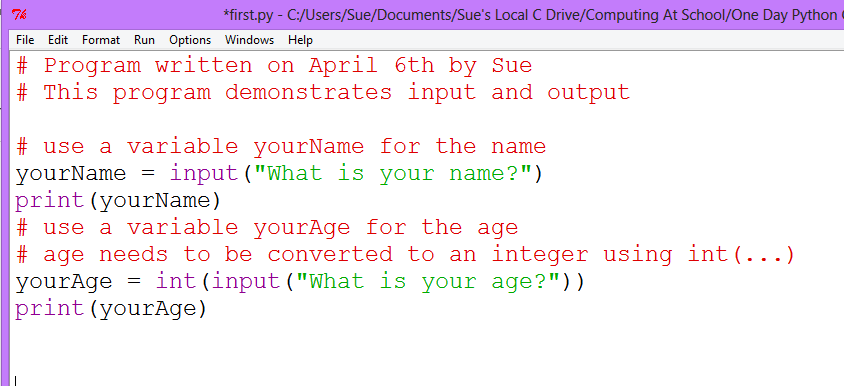 *first.py - C:/Users/Sue/Documents/Sue's Local C Drive/Computing At School/One Day Python
File Edit Format Run Options Windows Help
# Program written on April 6th by Sue
# This program demonstrates input and output
# use a variable yourName for the name
yourName = input("What is your name?")
print(yourName)
# use a variable yourAge for the age
# age needs to be converted to an integer using int(...)
yourAge = int(input("What is your age?"))
print(yourAge)